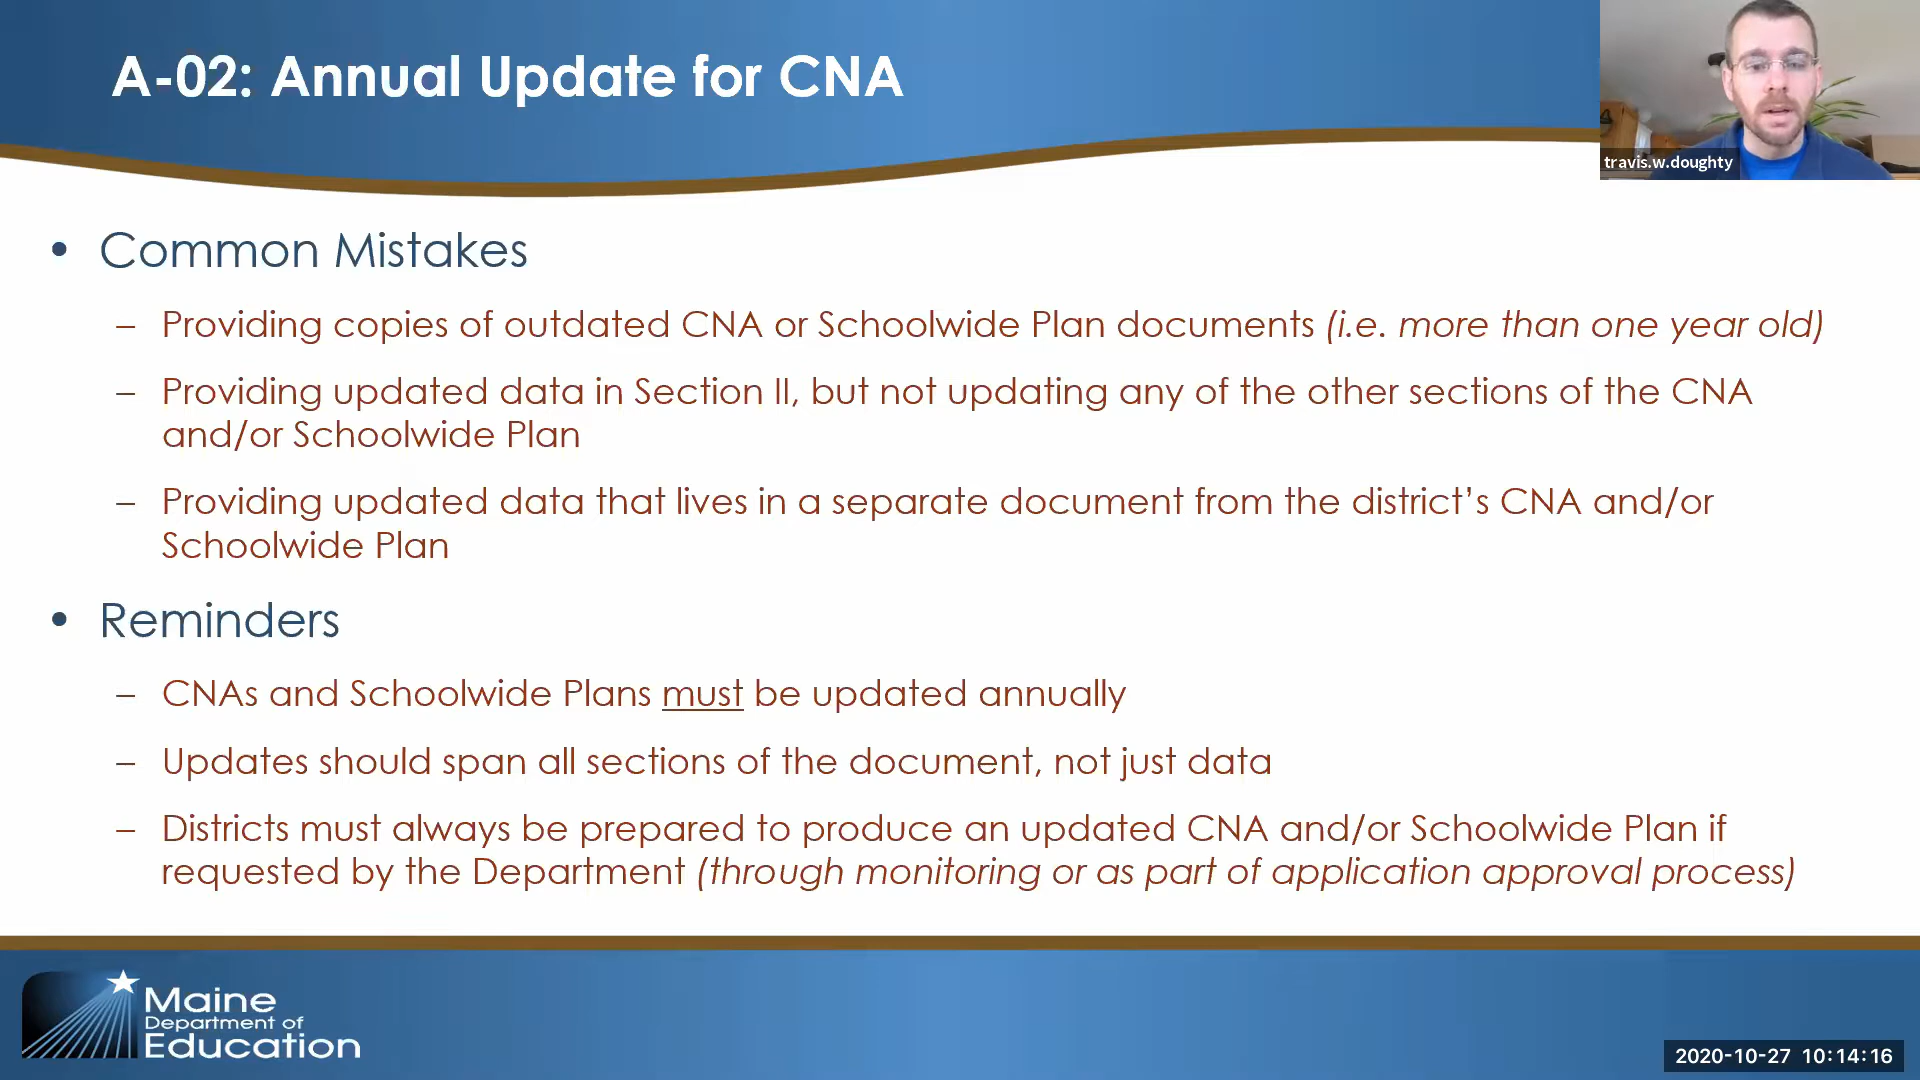 A-02: Annual Update for CNA
travis.w.doughty
• Common Mistakes
– Providing copies of outdated CNA or Schoolwide Plan documents (i.e. more than one year old)
– Providing updated data in Section II, but not updating any of the other sections of the CNA
and/or Schoolwide Plan
– Providing updated data that lives in a separate document from the district’s CNA and/or
Schoolwide Plan
• Reminders
– CNAs and Schoolwide Plans must be updated annually
– Updates should span all sections of the document, not just data
– Districts must always be prepared to produce an updated CNA and/or Schoolwide Plan if
requested by the Department (through monitoring or as part of application approval process)
Maine
Department of
Education
2020-10-27 10:14:16